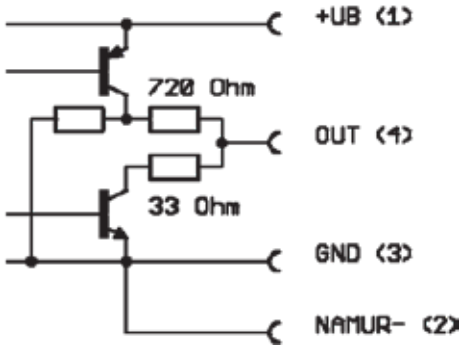 +UB (1)
720 Ohm
OUT (4)
33 Ohm
GND (3)
NAMUR- (2)